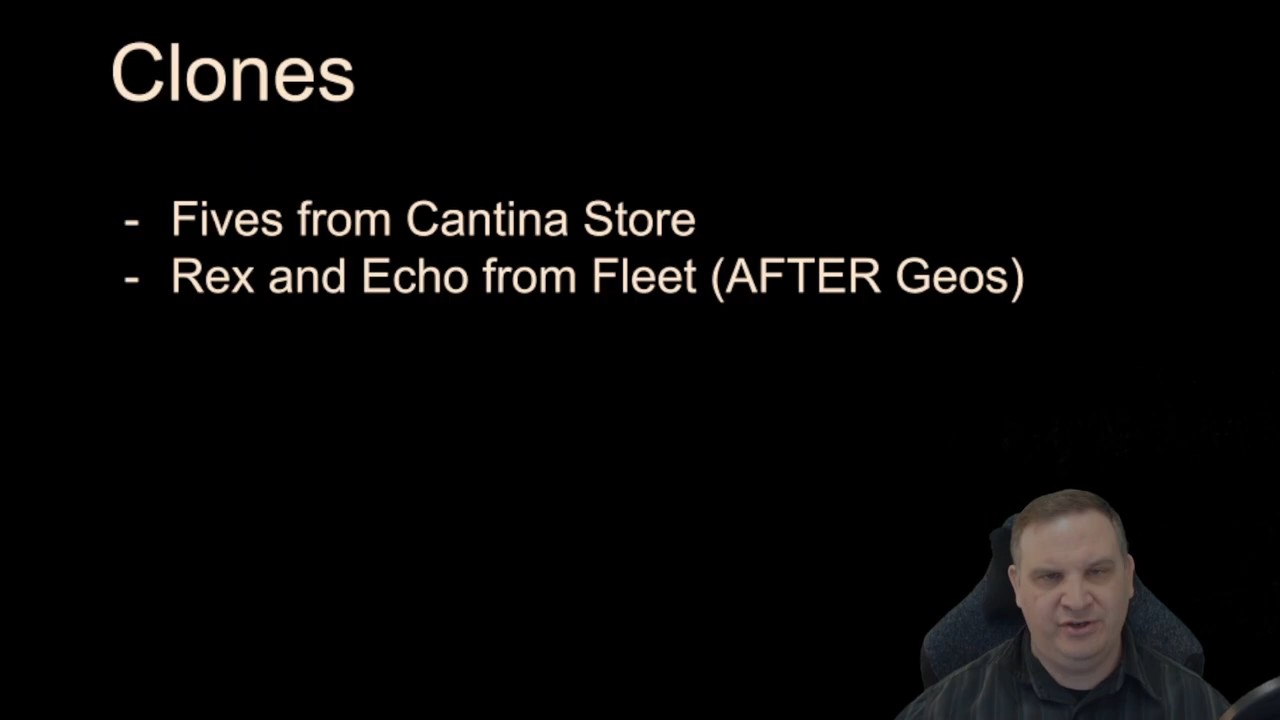 Clones
- Fives from Cantina Store
- Rex and Echo from Fleet (AFTER Geos)